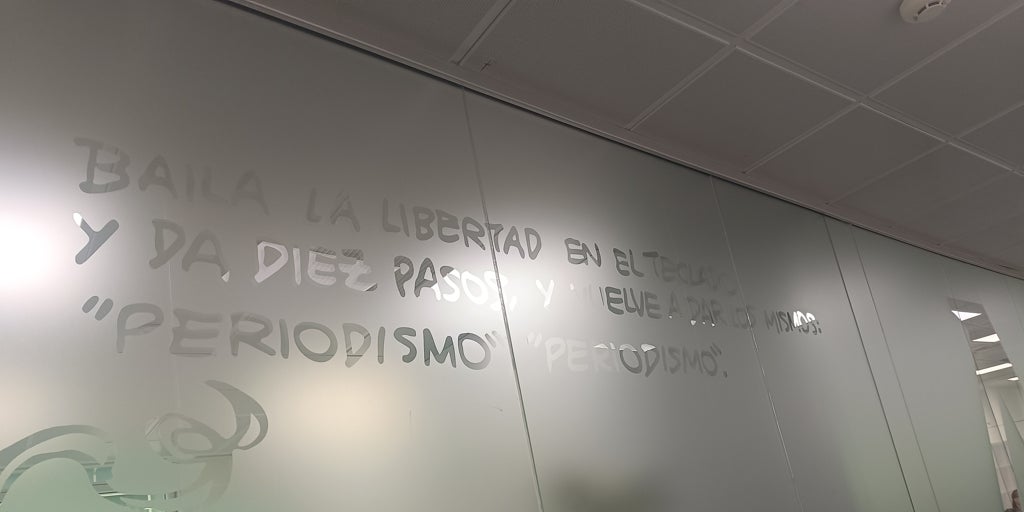 BAILA LA LIBERTAD EN EL TECLADO
Y DA DIEZ PASOS, Y VUELVE A DAR LOS MISMOS:
"PERIODISMO" "PERIODISMO".